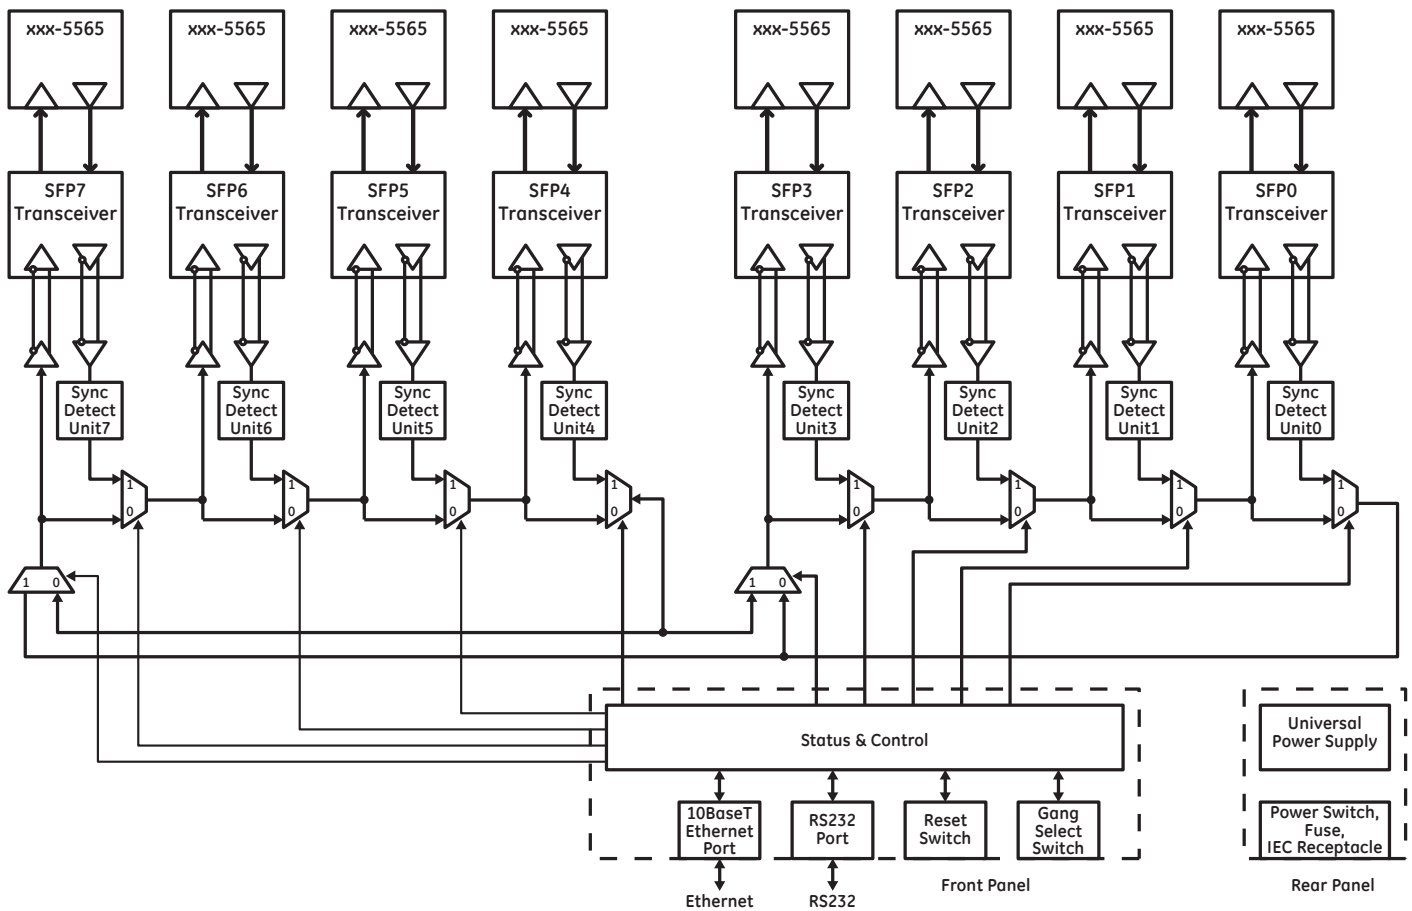 xxx-5565 xxx-5565 xxx-5565 xxx-5565 xxx-5565 xxx-5565 xxx-5565 xxx-5565
SFP7 SFP6 SFP5 SFP4 SFP3 SFP2 SFP1 SFP0
Transceiver Transceiver Transceiver Transceiver Transceiver Transceiver Transceiver Transceiver
Sync Sync Sync Sync Sync Sync Sync Sync
Detect Detect Detect Detect Detect Detect Detect Detect
Unit7 Unit6 Unit5 Unit4 Unit3 Unit2 Unit1 Unit0
1 1 1 1 1 1 1 1
0 0 0 0 0 0 0 0
1 0 1 0
Status & Control
Universal
Power Supply
10BaseT
Ethernet
Port
RS232
Port
Reset
Switch
Gang
Select
Switch
Power Switch,
Fuse,
IEC Receptacle
Ethernet
RS232
Front Panel
Rear Panel